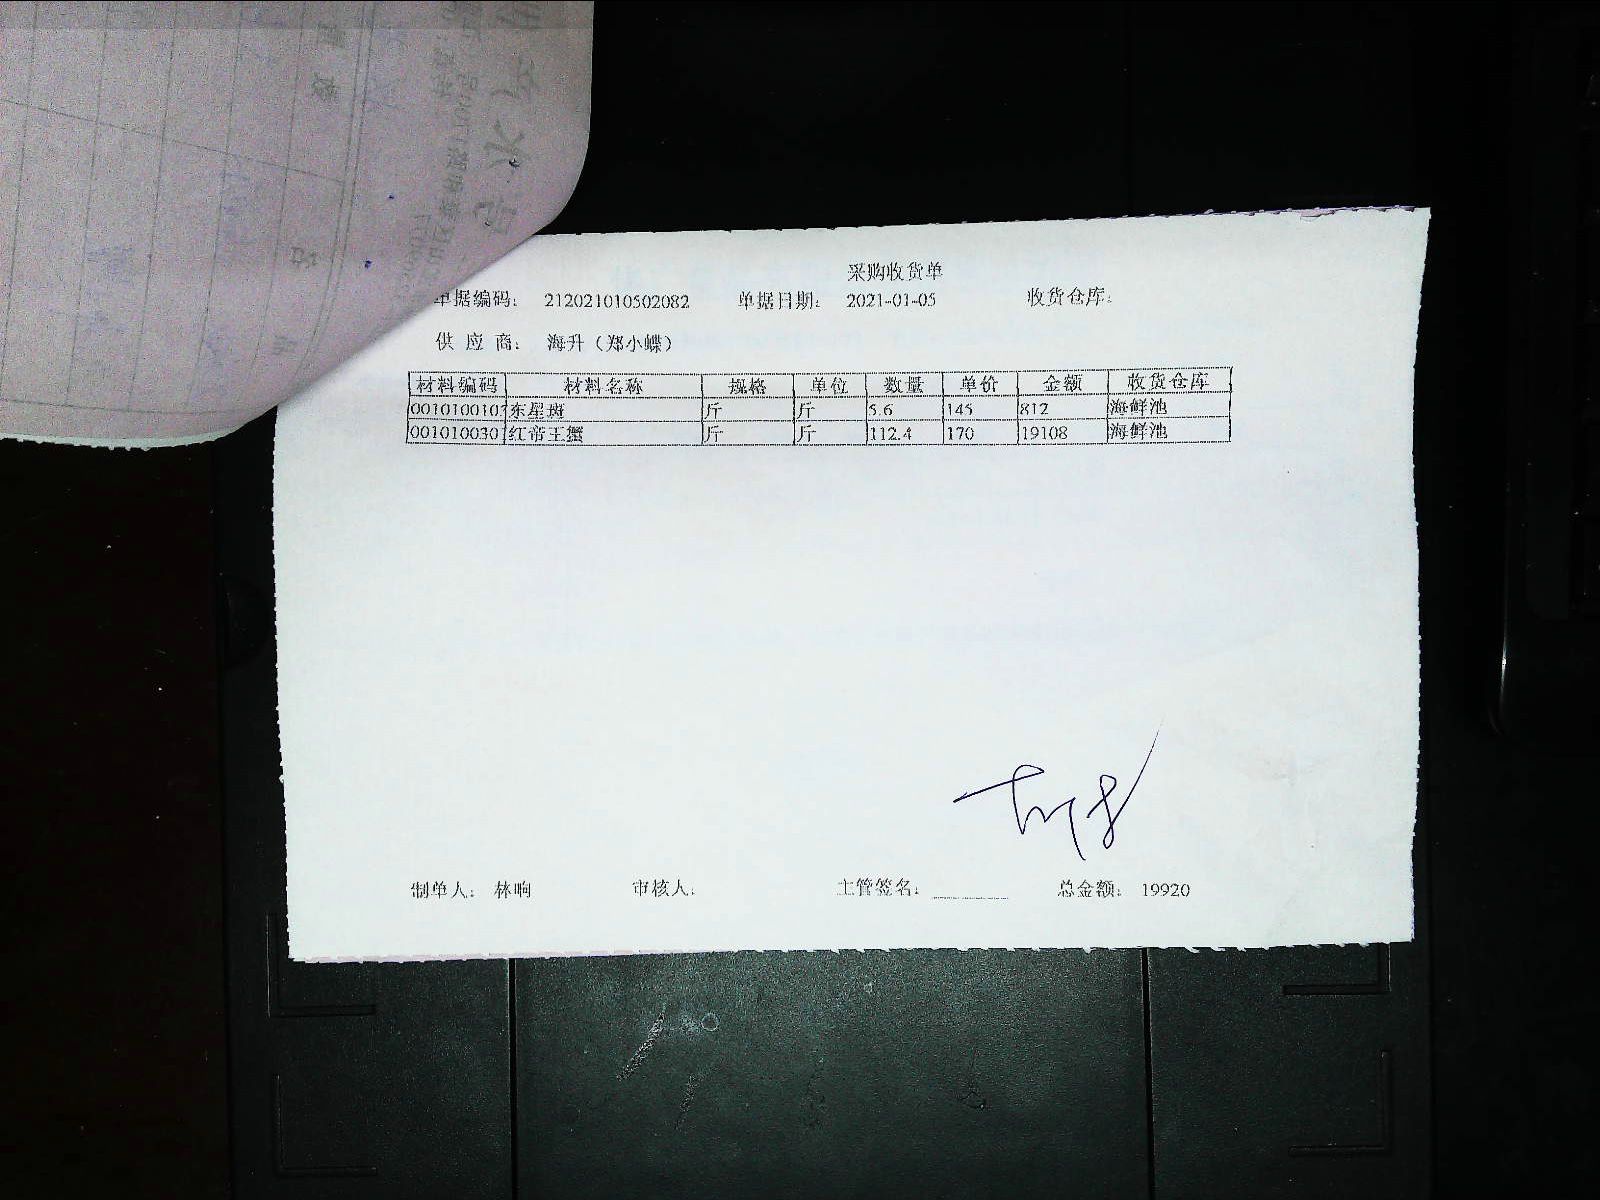 采购收货单
单据编码: 212021010502082 单据日期: 2021-01-05 收货仓库:
供应商: 海升（郑小蝶）
材料编码 材料名称 规格 单位 数量 单价 金额 收货仓库
0010100103 东星斑 斤 斤 5.6 145 812 海鲜池
001010030 红帝王蟹 斤 斤 112.4 170 19108 海鲜池
制单人: 林响 审核人: 主管签名: 总金额: 19920